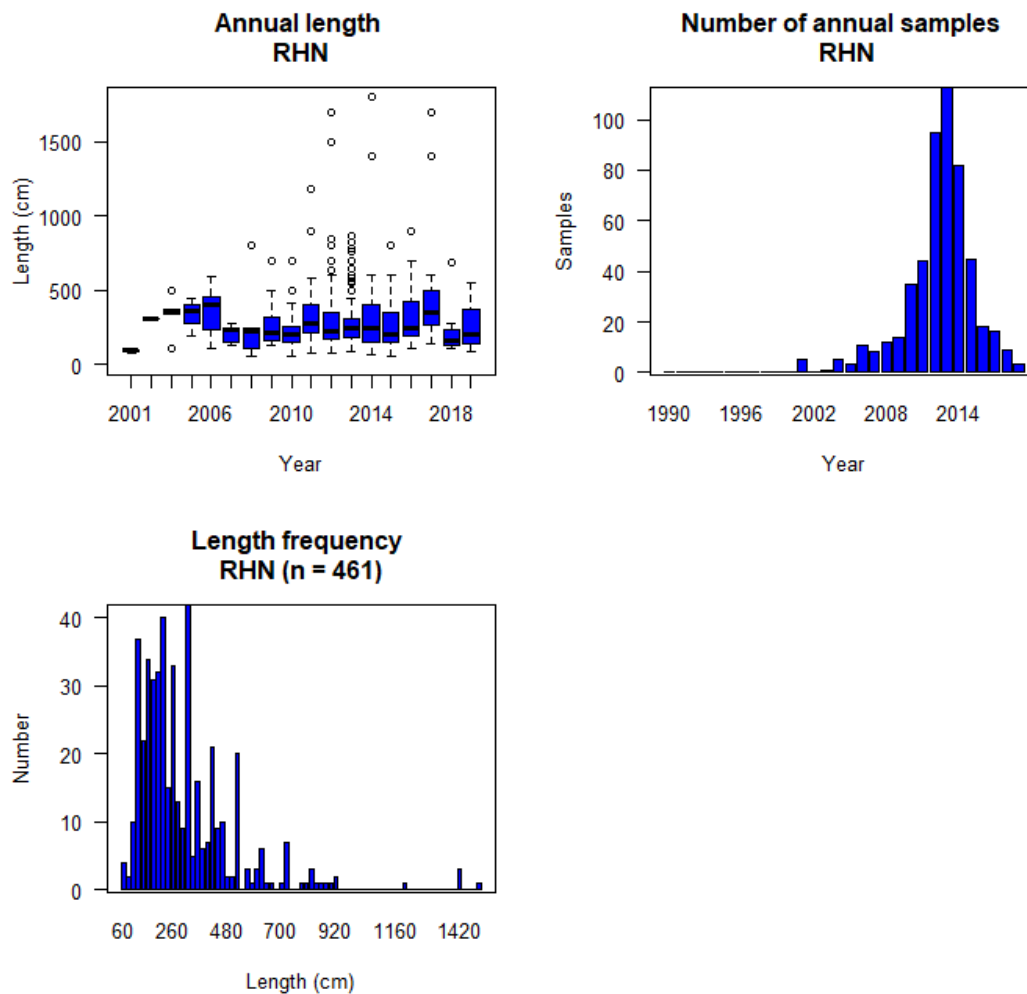 Annual length
RHN
Length (cm)
1500
1000
500
0
2001
2006
2010
2014
2018
Year
Number of annual samples
RHN
Samples
100
80
60
40
20
0
1990
1996
2002
2008
2014
Year
Length frequency
RHN (n = 461)
Number
40
30
20
10
0
60
260
480
700
920
1160
1420
Length (cm)